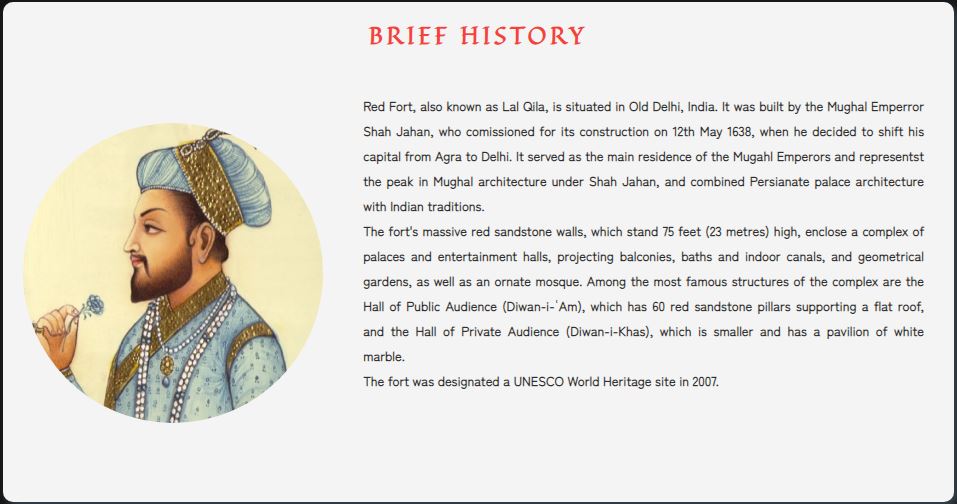 BRIEF HISTORY
Red Fort, also known as Lal Qila, is situated in Old Delhi, India. It was built by the Mughal Emperror
Shah Jahan, who comissioned for its construction on 12th May 1638, when he decided to shift his
capital from Agra to Delhi. It served as the main residence of the Mugahl Emperors and representst
the peak in Mughal architecture under Shah Jahan, and combined Persianate palace architecture
with Indian traditions.
The fort's massive red sandstone walls, which stand 75 feet (23 metres) high, enclose a complex of
palaces and entertainment halls, projecting balconies, baths and indoor canals, and geometrical
gardens, as well as an ornate mosque. Among the most famous structures of the complex are the
Hall of Public Audience (Diwan-i-ʿAm), which has 60 red sandstone pillars supporting a flat roof,
and the Hall of Private Audience (Diwan-i-Khas), which is smaller and has a pavilion of white
marble.
The fort was designated a UNESCO World Heritage site in 2007.